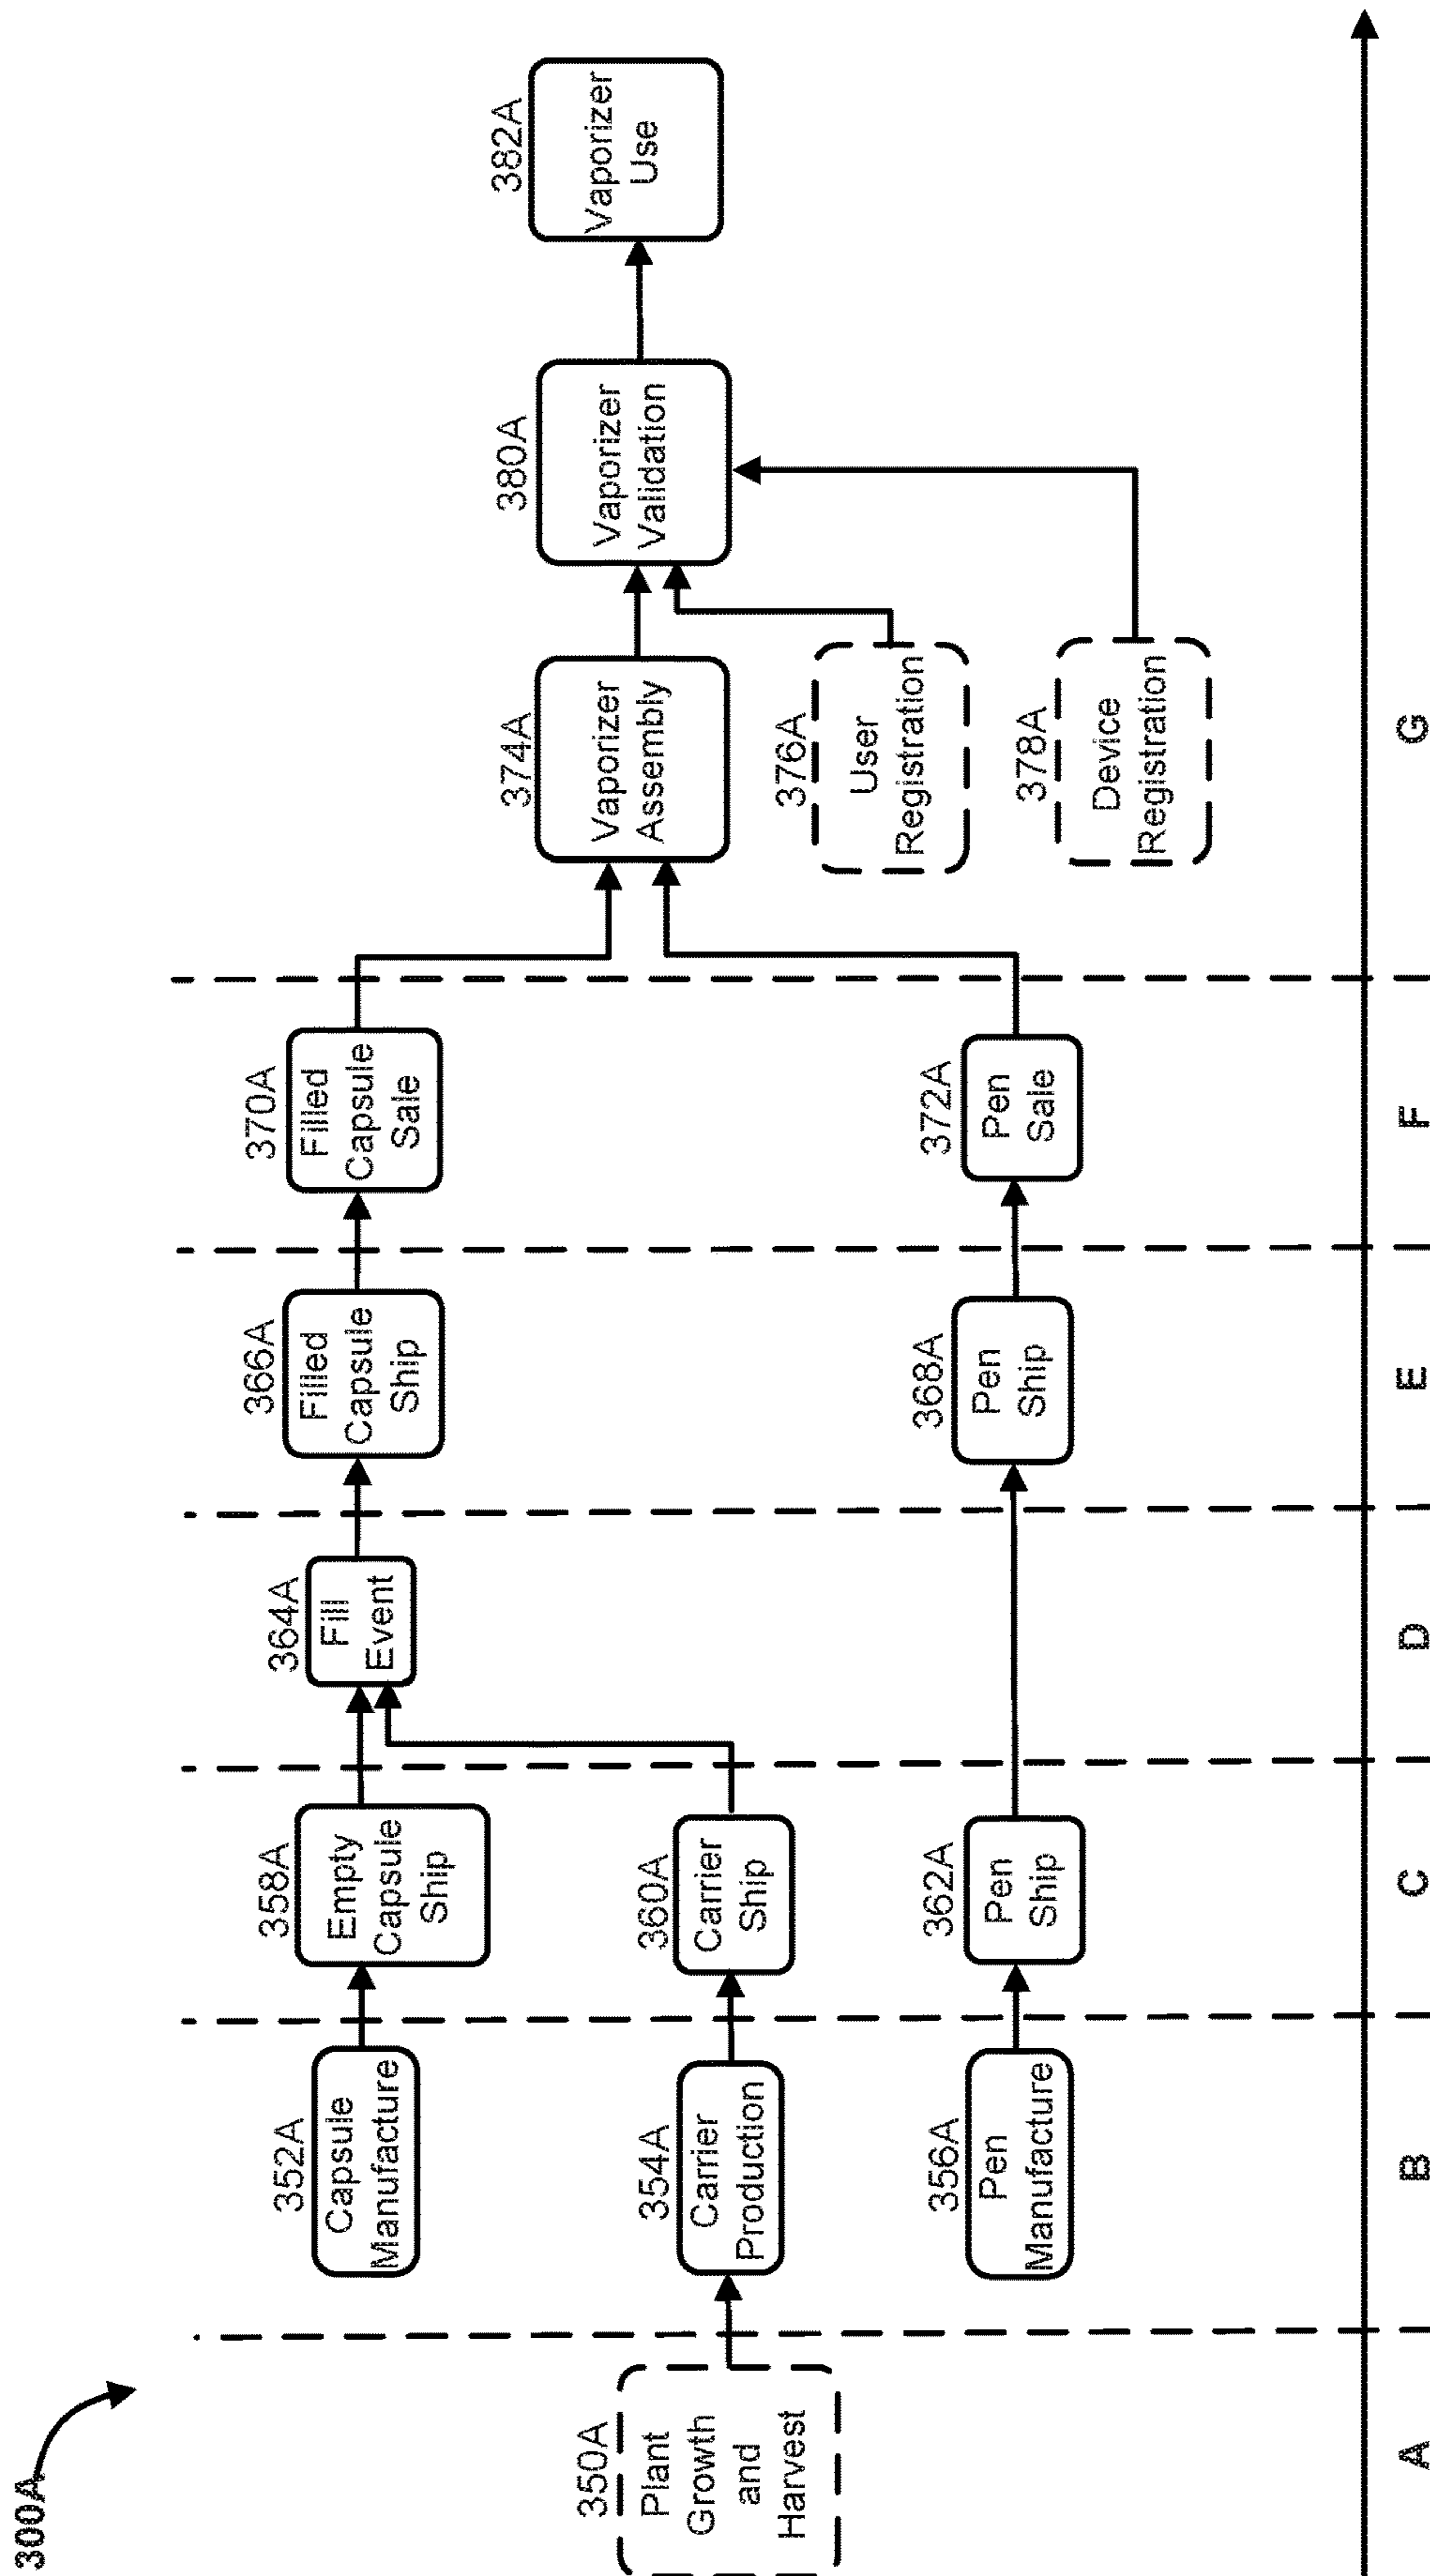 300A
350A
Plant
Growth
and
Harvest
352A
Capsule
Manufacture
354A
Carrier
Production
356A
Pen
Manufacture
358A
Empty
Capsule
Ship
360A
Carrier
Ship
362A
Pen
Ship
364A
Fill
Event
366A
Filled
Capsule
Ship
368A
Pen
Ship
370A
Filled
Capsule
Sale
372A
Pen
Sale
374A
Vaporizer
Assembly
376A
User
Registration
378A
Device
Registration
380A
Vaporizer
Validation
382A
Vaporizer
Use
A
B
C
D
E
F
G